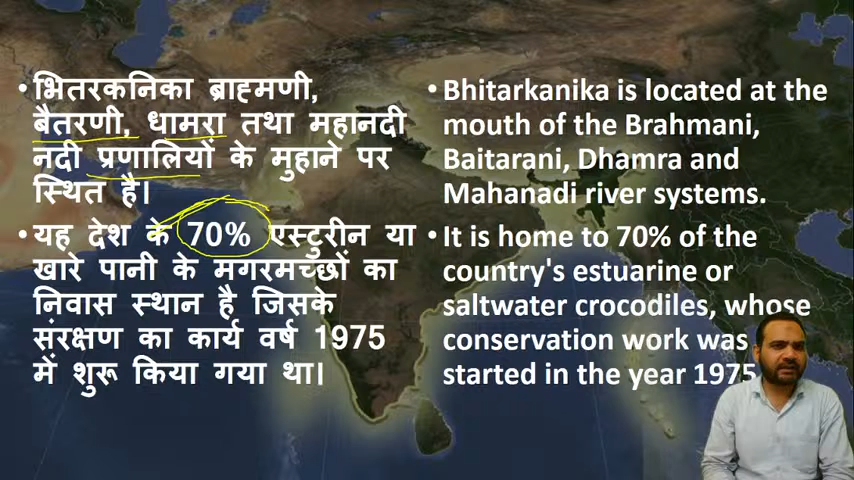 भितरकनिका ब्राह्मणी,
बैतरणी, धामरा तथा महानदी
नदी प्रणालियों के मुहाने पर
स्थित है।
यह देश के 70% एस्टुरीन या
खारे पानी के मगरमच्छों का
निवास स्थान है जिसके
संरक्षण का कार्य वर्ष 1975
में शुरू किया गया था।
Bhitarkanika is located at the
mouth of the Brahmani,
Baitarani, Dhamra and
Mahanadi river systems.
It is home to 70% of the
country's estuarine or
saltwater crocodiles, whose
conservation work was
started in the year 1975